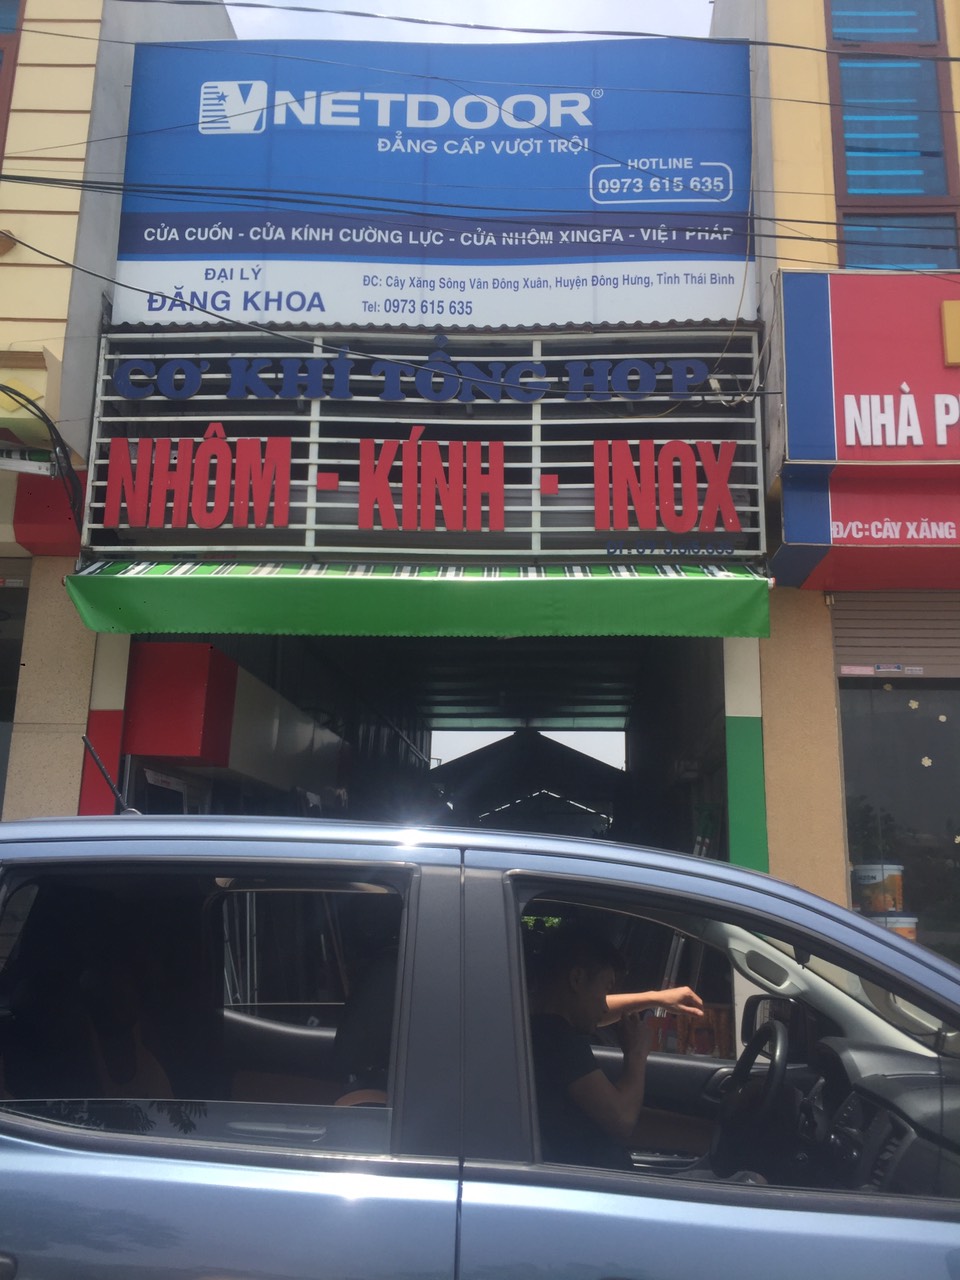 NETDOOR®
ĐẲNG CẤP VƯỢT TRỘI
HOTLINE
0973 615 635
CỬA CUỐN - CỬA KÍNH CƯỜNG LỰC - CỬA NHÔM XINGFA - VIỆT PHÁP
ĐẠI LÝ
ĐĂNG KHOA
ĐC: Cây Xăng Sông Vân Đông Xuân, Huyện Đông Hưng, Tỉnh Thái Bình
Tel: 0973 615 635
CƠ KHÍ TỔNG HỢP
NHÔM - KÍNH - INOX
NHÀ P
Đ/C: CÂY XĂNG